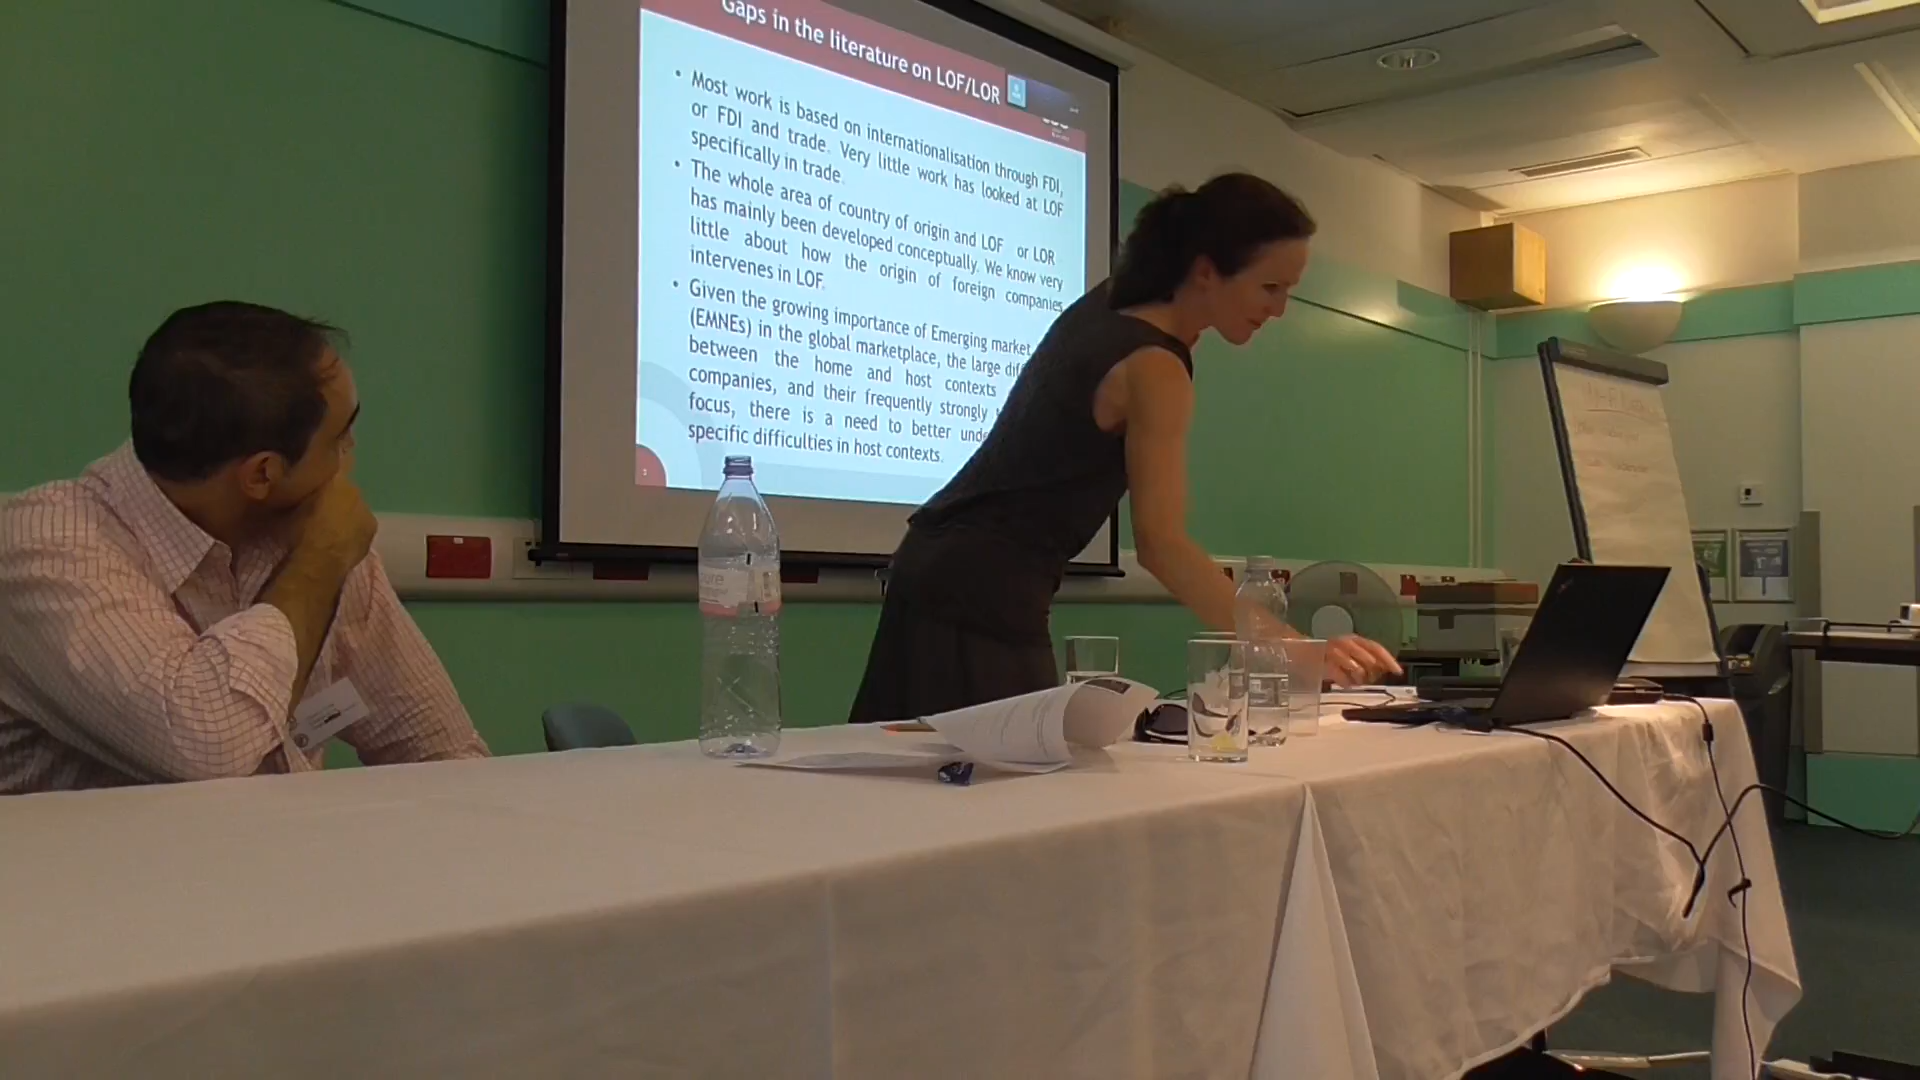 Gaps in the literature on LOF/LOR
• Most work is based on internationalisation through FDI,
or FDI and trade. Very little work has looked at LOF
specifically in trade.
• The whole area of country of origin and LOF or LOR
has mainly been developed conceptually. We know very
little about how the origin of foreign companies
intervenes in LOF.
• Given the growing importance of Emerging market
(EMNEs) in the global marketplace, the large
between the home and host contexts
companies, and their frequently strongly
focus, there is a need to better
specific difficulties in host contexts.